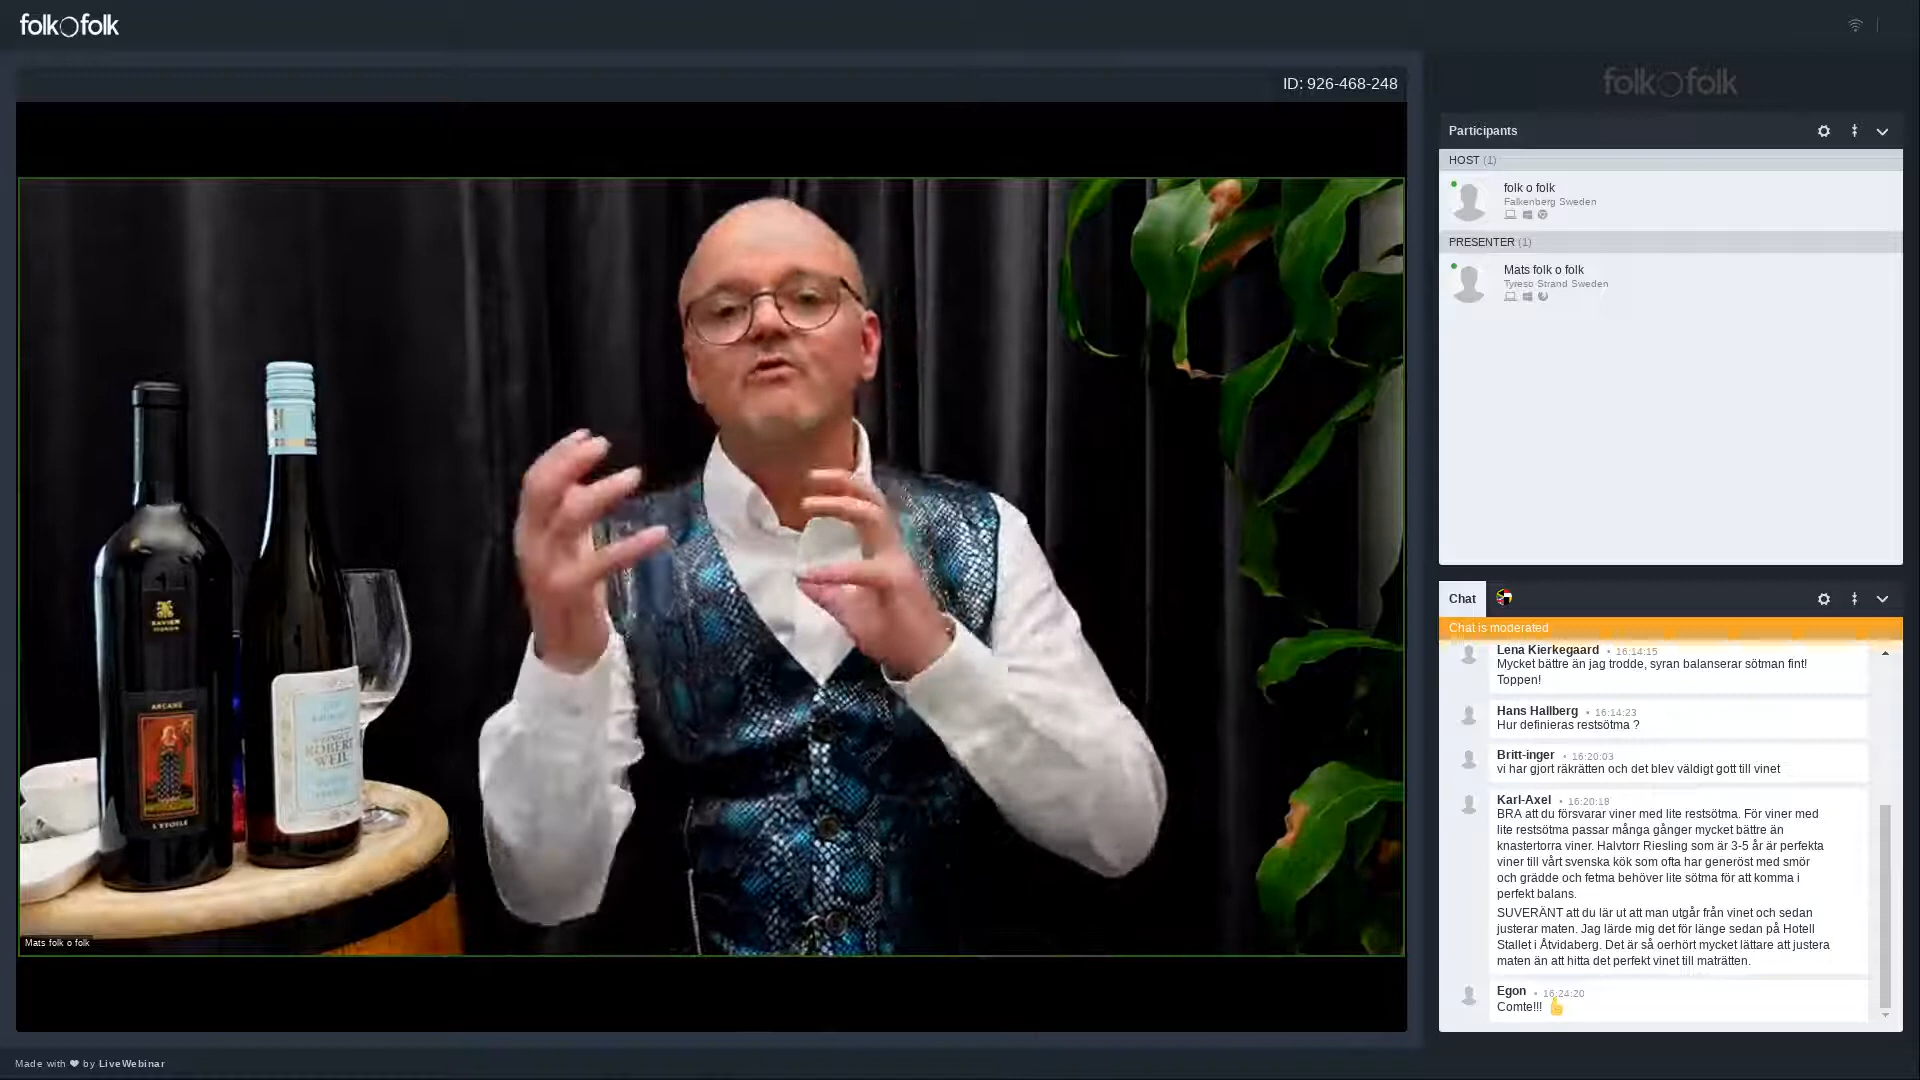 folk folk
ID: 926-468-248
folk folk
Participants
HOST (1)
folk o folk
Falkenberg Sweden
PRESENTER (1)
Mats folk o folk
Tyreso Strand Sweden
XAVIER
VIGNON
ARCANE
L'ETOILE
ROBERT
WEIL
Mats folk o folk
Chat
Chat is moderated
Lena Kierkegaard • 16:14:15
Mycket bättre än jag trodde, syran balanserar sötman fint!
Toppen!
Hans Hallberg • 16:14:23
Hur definieras restsötma ?
Britt-inger • 16:20:03
vi har gjort räkrätten och det blev väldigt gott till vinet
Karl-Axel • 16:20:18
BRA att du försvarar viner med lite restsötma. För viner med
lite restsötma passar många gånger mycket bättre än
knastertorra viner. Halvtorr Riesling som är 3-5 år är perfekta
viner till vårt svenska kök som ofta har generöst med smör
och grädde och fetma behöver lite sötma för att komma i
perfekt balans.
SUVERÄNT att du lär ut att man utgår från vinet och sedan
justerar maten. Jag lärde mig det för länge sedan på Hotell
Stallet i Åtvidaberg. Det är så oerhört mycket lättare att justera
maten än att hitta det perfekt vinet till maträtten.
Egon • 16:24:20
Comte!!! 👍
Made with ❤ by LiveWebinar